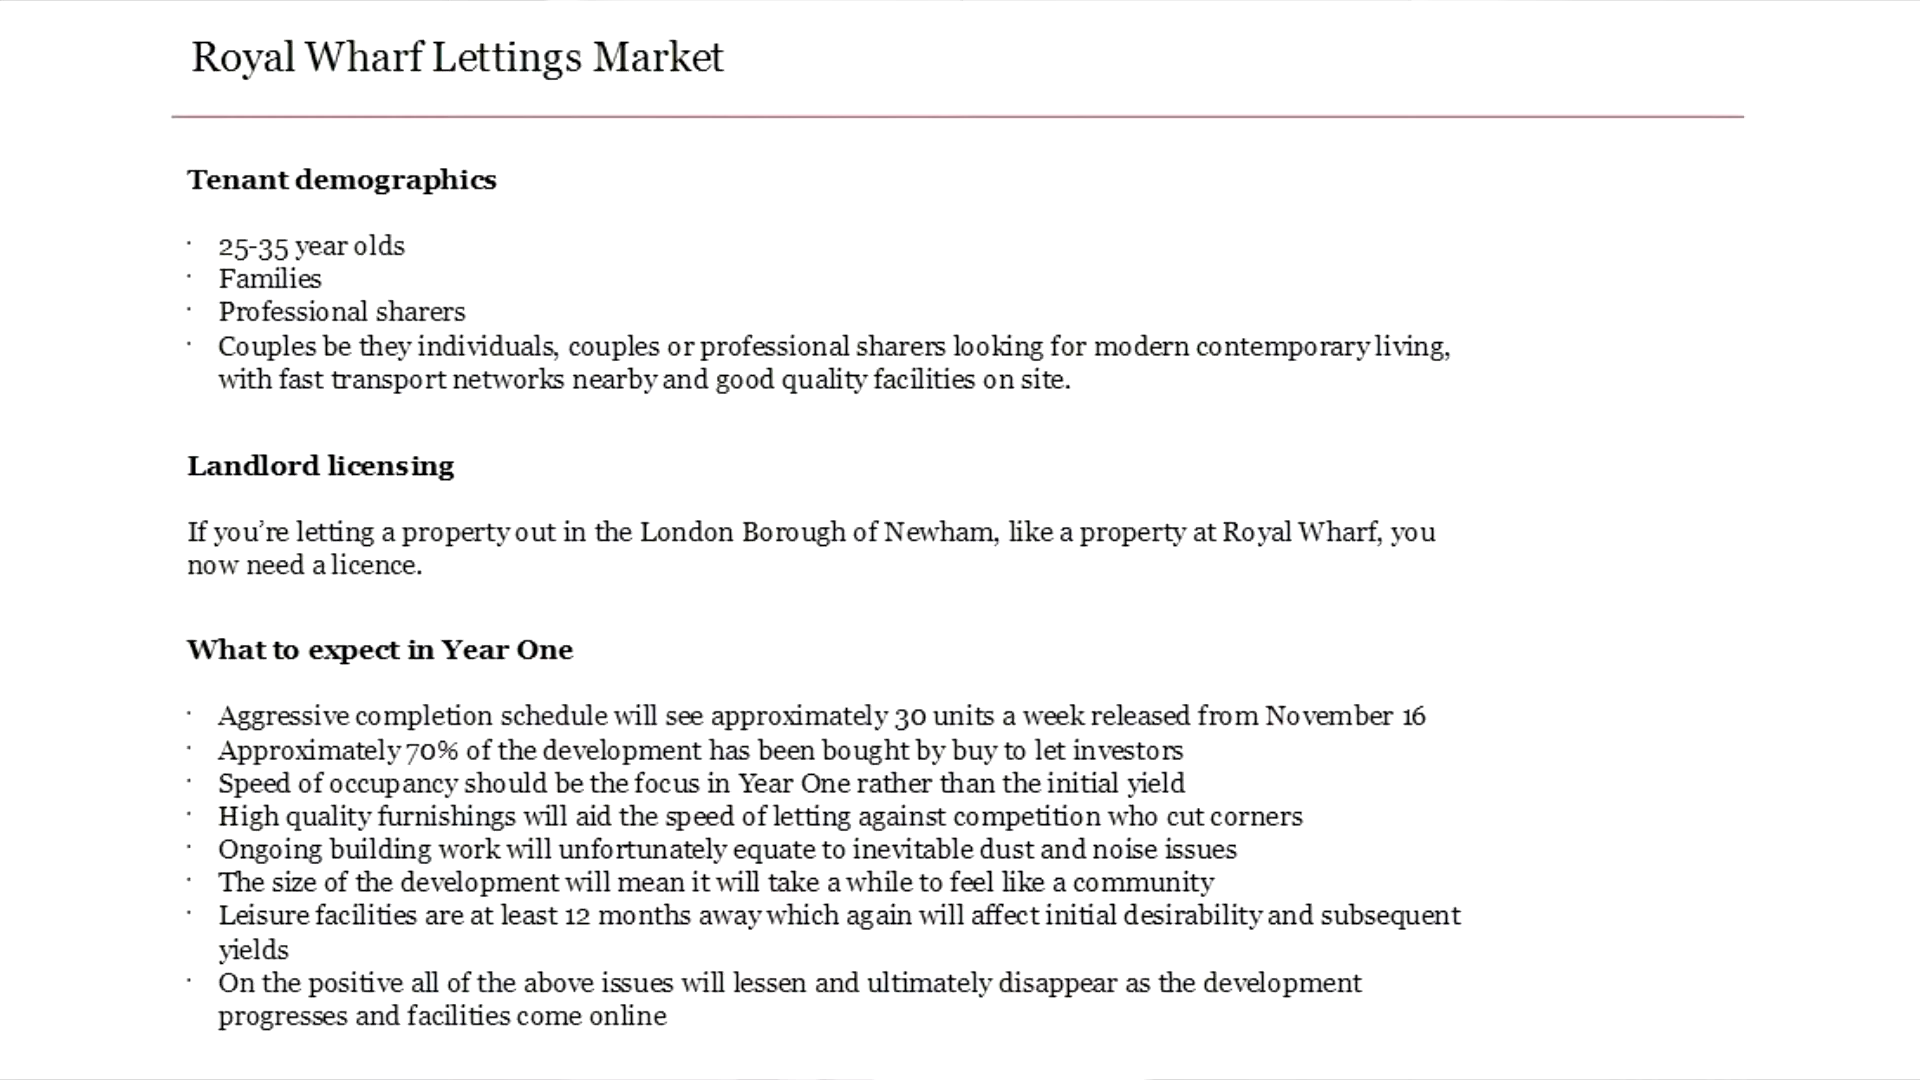 Royal Wharf Lettings Market
Tenant demographics
· 25-35 year olds
· Families
· Professional sharers
· Couples be they individuals, couples or professional sharers looking for modern contemporary living,
with fast transport networks nearby and good quality facilities on site.
Landlord licensing
If you’re letting a property out in the London Borough of Newham, like a property at Royal Wharf, you
now need a licence.
What to expect in Year One
· Aggressive completion schedule will see approximately 30 units a week released from November 16
· Approximately 70% of the development has been bought by buy to let investors
· Speed of occupancy should be the focus in Year One rather than the initial yield
· High quality furnishings will aid the speed of letting against competition who cut corners
· Ongoing building work will unfortunately equate to inevitable dust and noise issues
· The size of the development will mean it will take a while to feel like a community
· Leisure facilities are at least 12 months away which again will affect initial desirability and subsequent
yields
· On the positive all of the above issues will lessen and ultimately disappear as the development
progresses and facilities come online